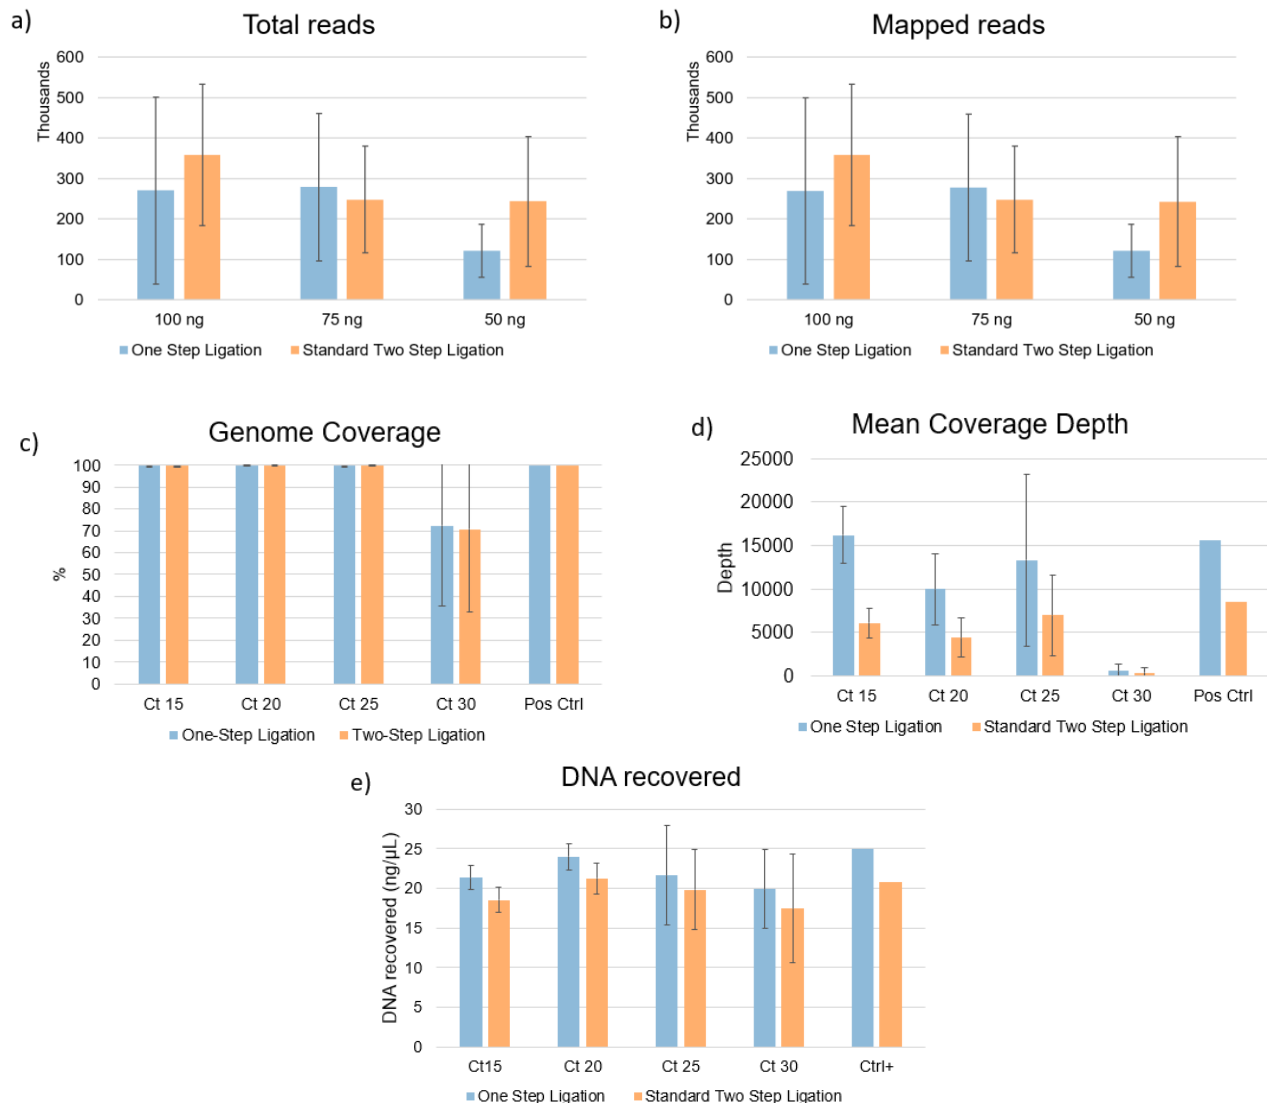 a)
Total reads
Thousands
600
500
400
300
200
100
0
100 ng 75 ng 50 ng
One Step Ligation Standard Two Step Ligation
b)
Mapped reads
Thousands
600
500
400
300
200
100
0
100 ng 75 ng 50 ng
One Step Ligation Standard Two Step Ligation
c)
Genome Coverage
%
100
90
80
70
60
50
40
30
20
10
0
Ct 15 Ct 20 Ct 25 Ct 30 Pos Ctrl
One-Step Ligation Two-Step Ligation
d)
Mean Coverage Depth
Depth
25000
20000
15000
10000
5000
0
Ct 15 Ct 20 Ct 25 Ct 30 Pos Ctrl
One Step Ligation Standard Two Step Ligation
e)
DNA recovered
DNA recovered (ng/µL)
30
25
20
15
10
5
0
Ct15 Ct 20 Ct 25 Ct 30 Ctrl+
One Step Ligation Standard Two Step Ligation